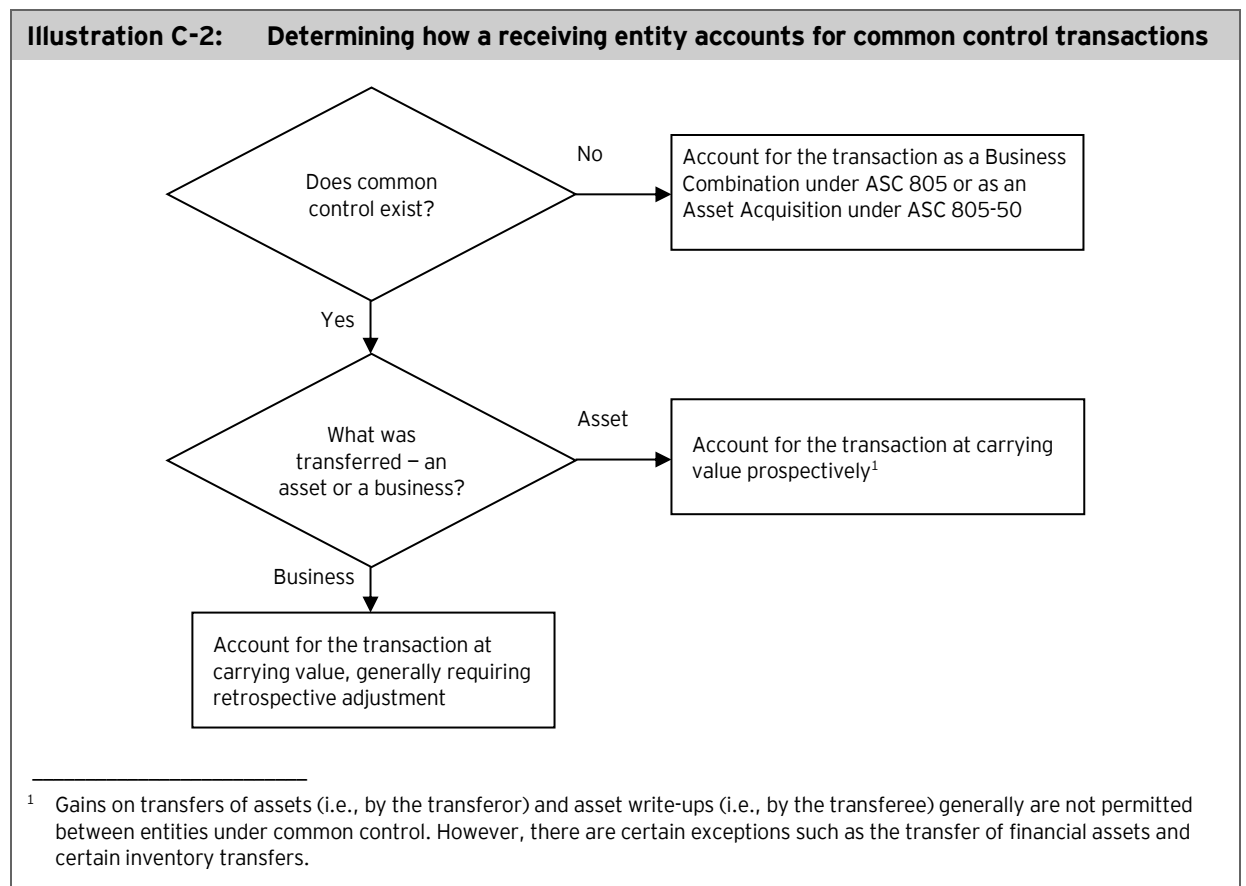 Illustration C-2: Determining how a receiving entity accounts for common control transactions
Does common
control exist?
No
Account for the transaction as a Business
Combination under ASC 805 or as an
Asset Acquisition under ASC 805-50
Yes
What was
transferred – an
asset or a business?
Asset
Account for the transaction at carrying
value prospectively¹
Business
Account for the transaction at
carrying value, generally requiring
retrospective adjustment
¹ Gains on transfers of assets (i.e., by the transferor) and asset write-ups (i.e., by the transferee) generally are not permitted
between entities under common control. However, there are certain exceptions such as the transfer of financial assets and
certain inventory transfers.